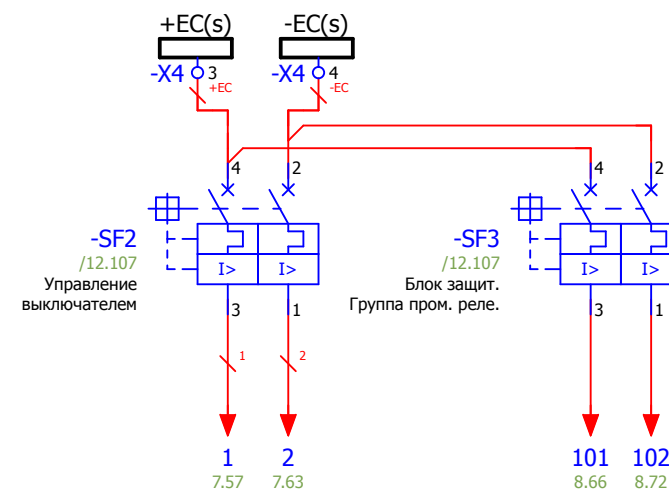 +EC(s) -EC(s)
-X4 3 -X4 4
+EC -EC
4 2 4 2
-SF2 -SF3
/12.107 /12.107
Управление Блок защит.
выключателем Группа пром. реле.
I> I> I> I>
3 1 3 1
1 2
1 2 101 102
7.57 7.63 8.66 8.72